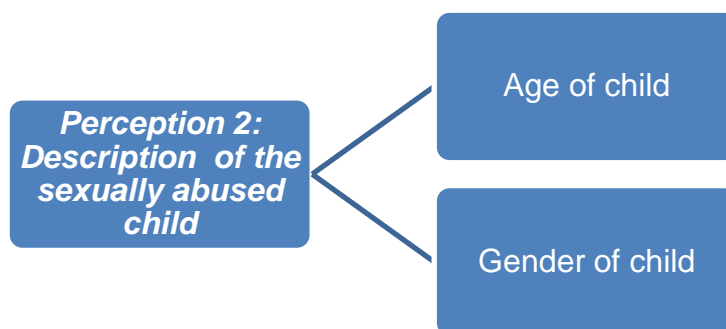 Perception 2:
Description of the
sexually abused
child
Age of child
Gender of child